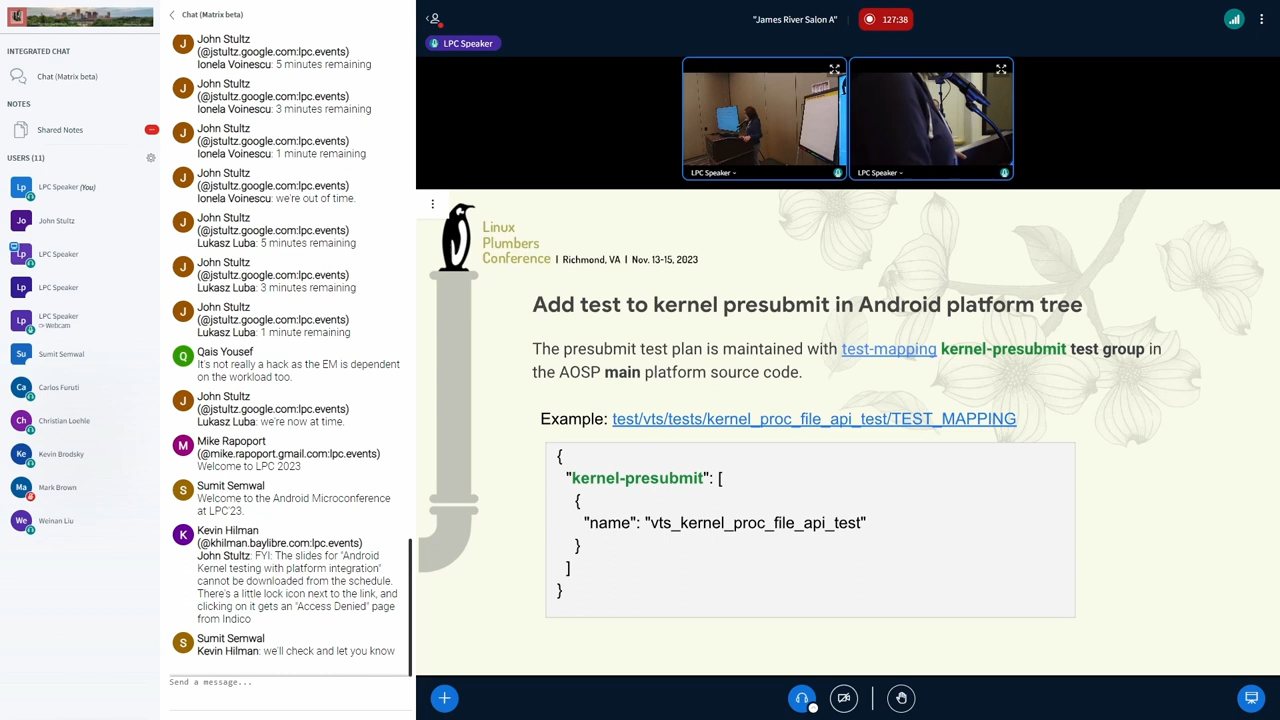 INTEGRATED CHAT
Chat (Matrix beta)
NOTES
Shared Notes
USERS (11)
Lp LPC Speaker (You)
Jo John Stultz
Lp LPC Speaker
Lp LPC Speaker
Lp LPC Speaker
Webcam
Su Sumit Semwal
Ca Carlos Furuti
Ch Christian Loehle
Ke Kevin Brodsky
Ma Mark Brown
We Weinan Liu
Chat (Matrix beta)
J John Stultz
(@jstultz.google.com:lpc.events)
Ionela Voinescu: 5 minutes remaining
J John Stultz
(@jstultz.google.com:lpc.events)
Ionela Voinescu: 3 minutes remaining
J John Stultz
(@jstultz.google.com:lpc.events)
Ionela Voinescu: 1 minute remaining
J John Stultz
(@jstultz.google.com:lpc.events)
Ionela Voinescu: we're out of time.
J John Stultz
(@jstultz.google.com:lpc.events)
Lukasz Luba: 5 minutes remaining
J John Stultz
(@jstultz.google.com:lpc.events)
Lukasz Luba: 3 minutes remaining
J John Stultz
(@jstultz.google.com:lpc.events)
Lukasz Luba: 1 minute remaining
Q Qais Yousef
It's not really a hack as the EM is dependent
on the workload too.
J John Stultz
(@jstultz.google.com:lpc.events)
Lukasz Luba: we're now at time.
M Mike Rapoport
(@mike.rapoport.gmail.com:lpc.events)
Welcome to LPC 2023
S Sumit Semwal
Welcome to the Android Microconference
at LPC'23.
K Kevin Hilman
(@khilman.baylibre.com:lpc.events)
John Stultz: FYI: The slides for "Android
Kernel testing with platform integration"
cannot be downloaded from the schedule.
There's a little lock icon next to the link, and
clicking on it gets an "Access Denied" page
from Indico
S Sumit Semwal
Kevin Hilman: we'll check and let you know
Send a message...
"James River Salon A"
127:38
LPC Speaker
LPC Speaker
LPC Speaker
Linux
Plumbers
Conference | Richmond, VA | Nov. 13-15, 2023
Add test to kernel presubmit in Android platform tree
The presubmit test plan is maintained with test-mapping kernel-presubmit test group in
the AOSP main platform source code.
Example: test/vts/tests/kernel_proc_file_api_test/TEST_MAPPING
{
"kernel-presubmit": [
{
"name": "vts_kernel_proc_file_api_test"
}
]
}